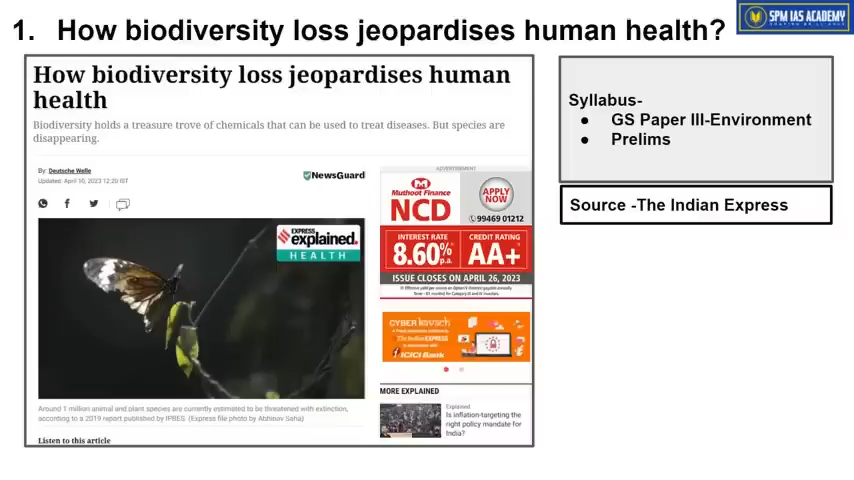 1. How biodiversity loss jeopardises human health?
SPM IAS ACADEMY
How biodiversity loss jeopardises human
health
Biodiversity holds a treasure trove of chemicals that can be used to treat diseases. But species are
disappearing.
By: Deutsche Welle
Updated: April 10, 2023 12:20 IST
NewsGuard
EXPRESS
explained.
HEALTH
Around 1 million animal and plant species are currently estimated to be threatened with extinction,
according to a 2019 report published by IPBES. (Express file photo by Abhinav Saha)
Listen to this article
ADVERTISEMENT
Muthoot Finance
NCD
APPLY
NOW
99469 01212
INTEREST RATE
8.60% p.a.
CREDIT RATING
AA+
ISSUE CLOSES ON APRIL 26, 2023
CYBER kavach
The Indian EXPRESS
ICICI Bank
MORE EXPLAINED
Explained
Is inflation-targeting the
right policy mandate for
India?
Syllabus-
● GS Paper III-Environment
● Prelims
Source -The Indian Express